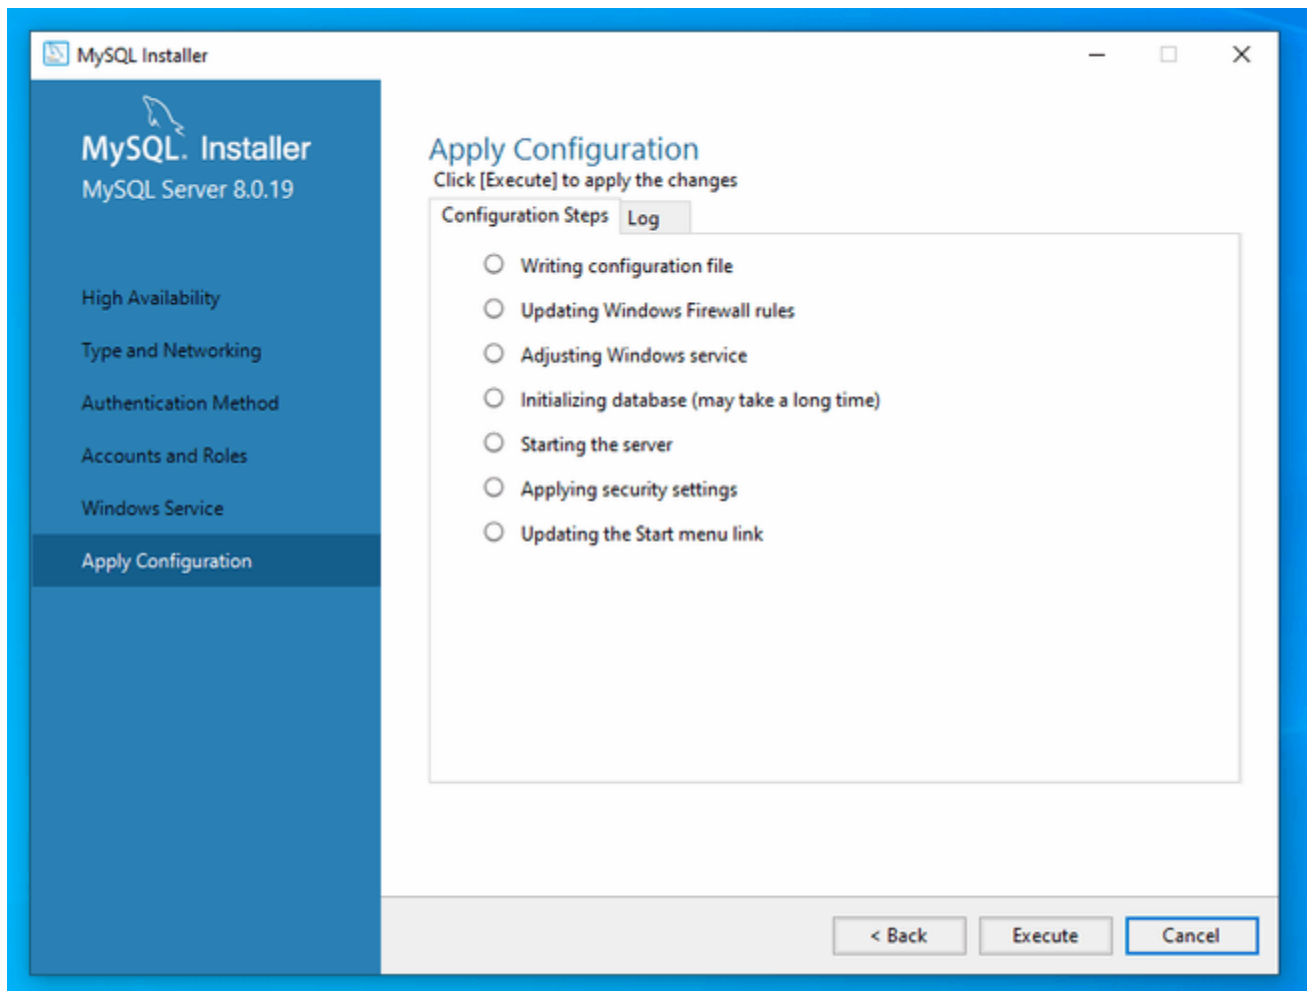 MySQL Installer
MySQL. Installer
MySQL Server 8.0.19
High Availability
Type and Networking
Authentication Method
Accounts and Roles
Windows Service
Apply Configuration
Apply Configuration
Click [Execute] to apply the changes
Configuration Steps
Log
Writing configuration file
Updating Windows Firewall rules
Adjusting Windows service
Initializing database (may take a long time)
Starting the server
Applying security settings
Updating the Start menu link
< Back
Execute
Cancel